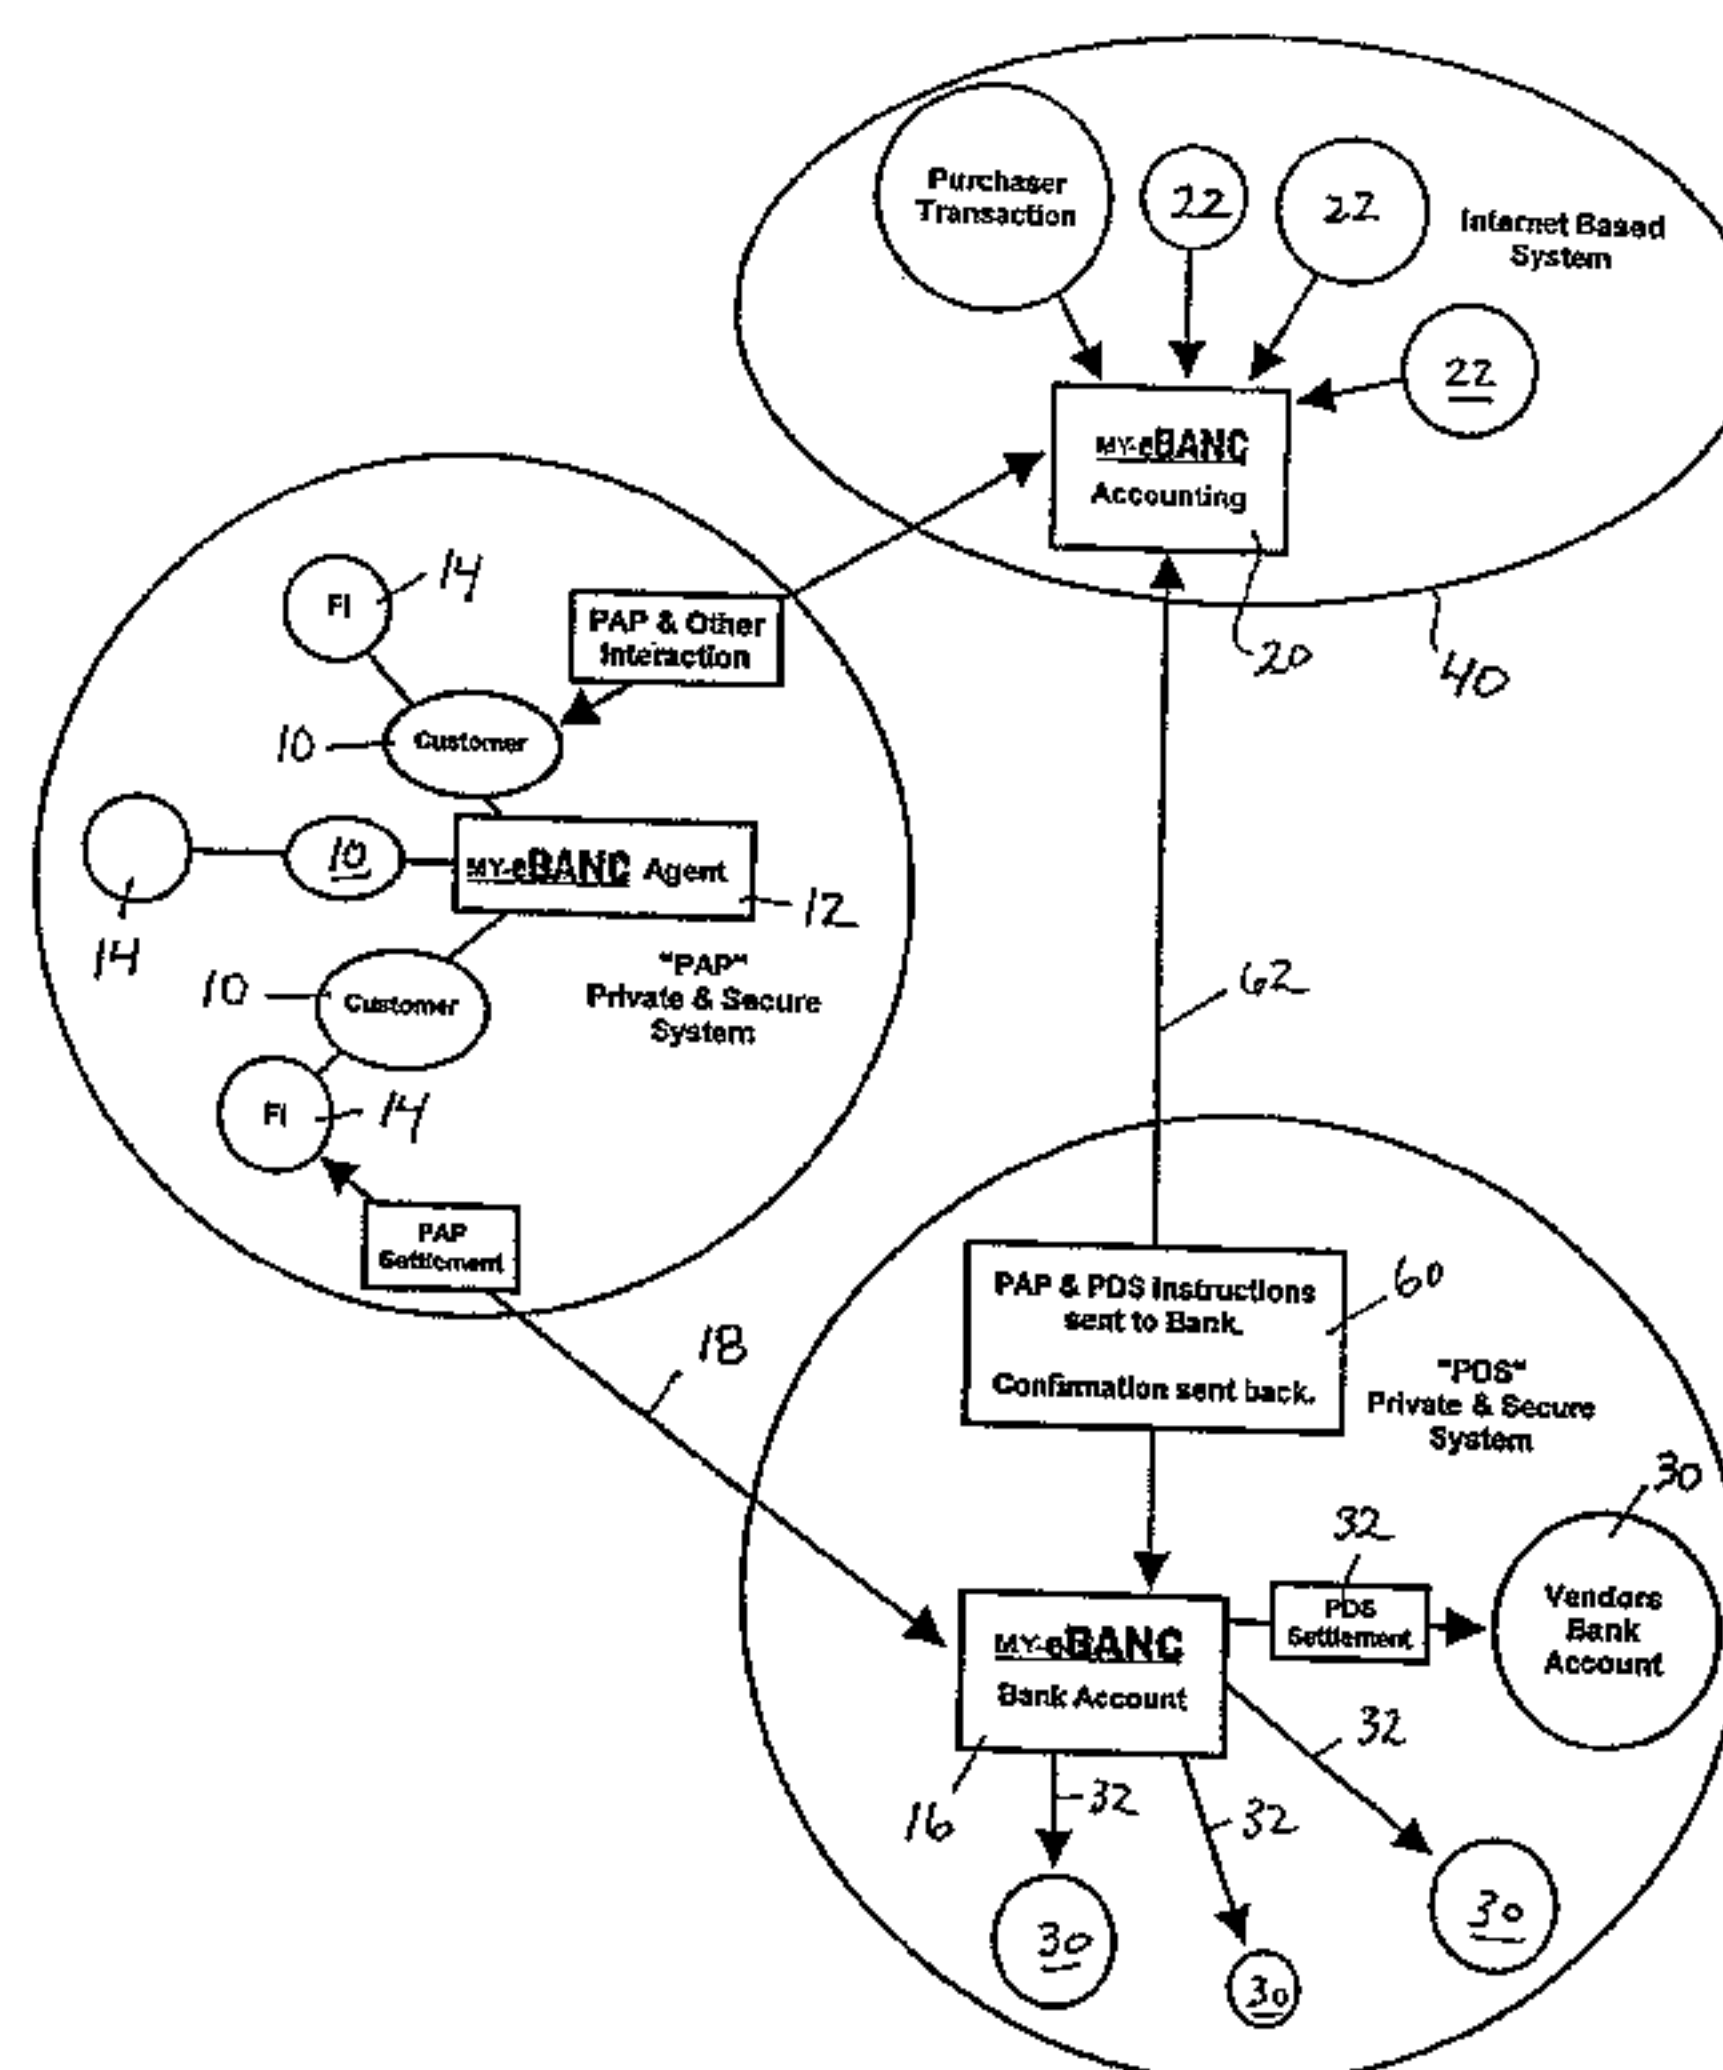 Purchaser
Transaction
22
22
Internet Based
System
22
MY-eBANC
Accounting
20
40
FI
14
PAP & Other
Interaction
10
Customer
10
MY-eBANC Agent
12
14
"PAP"
Private & Secure
System
10
Customer
FI
14
PAP
Settlement
18
62
PAP & PDS instructions
sent to Bank.
Confirmation sent back.
60
"PDS"
Private & Secure
System
30
32
PDS
Settlement
Vendors
Bank
Account
MY-eBANC
Bank Account
16
32
32
32
30
30
30